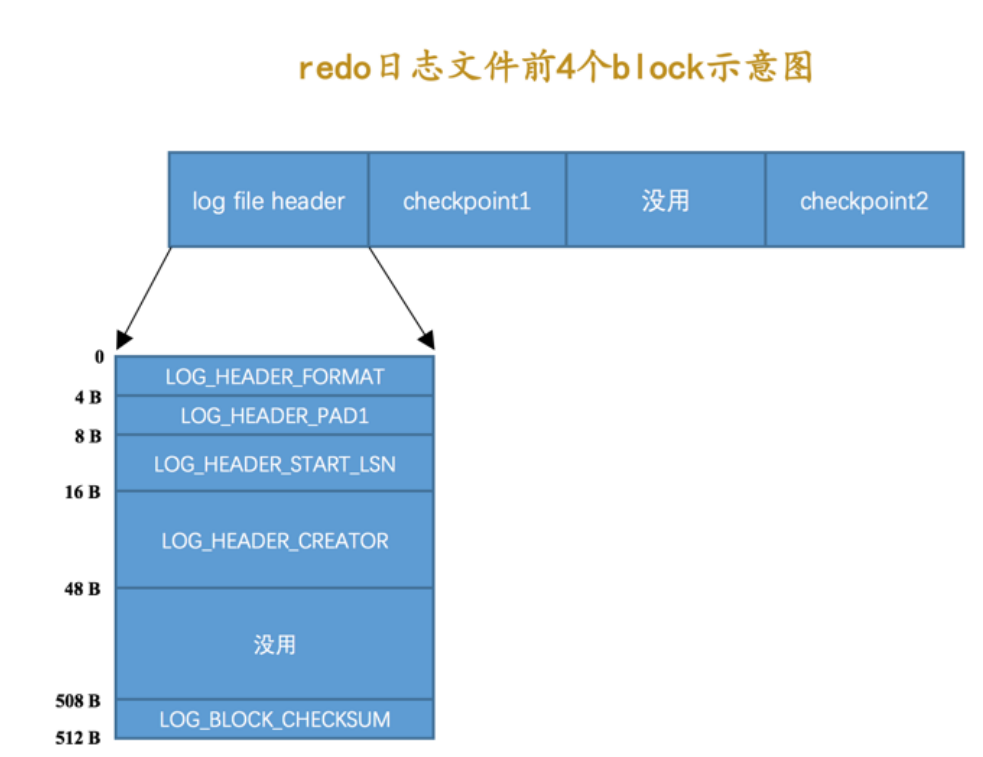 redo日志文件前4个block示意图
log file header
checkpoint1
没用
checkpoint2
0
LOG_HEADER_FORMAT
4 B
LOG_HEADER_PAD1
8 B
LOG_HEADER_START_LSN
16 B
LOG_HEADER_CREATOR
48 B
没用
508 B
LOG_BLOCK_CHECKSUM
512 B